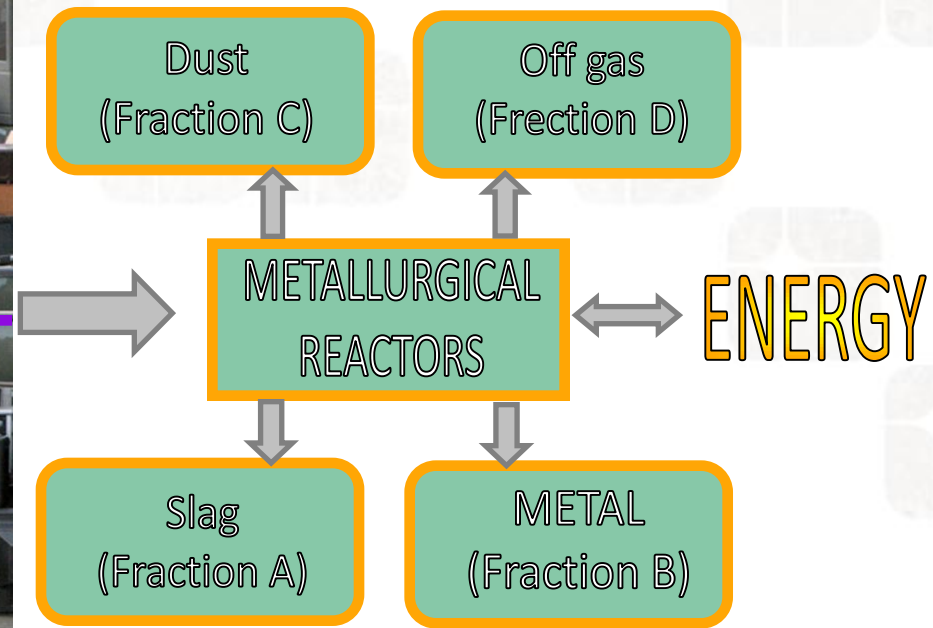 Dust
(Fraction C)
Off gas
(Frection D)
METALLURGICAL
REACTORS
ENERGY
Slag
(Fraction A)
METAL
(Fraction B)